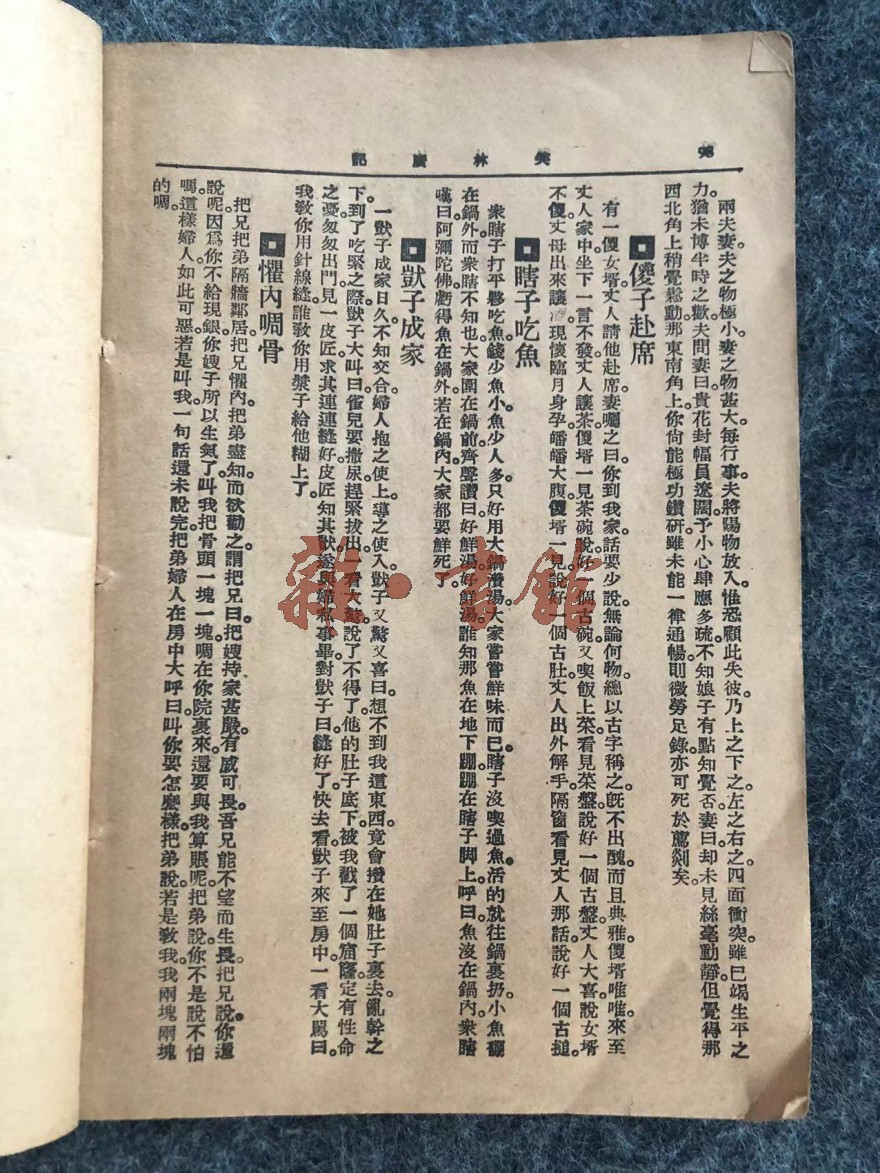 笑林廣記
兩夫妻夫之物極小妻之物甚大。每行事。夫將陽物放入。惟恐顧此失彼。乃上之下之。左之右之。四面衝突。雖已竭生平之
力。猶未博半時之歡。夫問妻曰。貴花封幅員遼闊。予小心肆應多疏。不知娘子有點知覺否。妻曰。却未見絲毫動靜。但覺得那
西北角上稍覺鬆動。那東南角上。你尙能極功鑽研。雖未能一律通暢。則微勞足錄。亦可死於薦剡矣。
傻子赴席
有一傻女壻。丈人請他赴席。妻囑之曰。你到我家話要少說。無論何物。總以古字稱之。旣不出醜。而且典雅。傻壻唯唯。來至
丈人家中坐下。一言不發。丈人讓茶。傻壻一見茶碗。說好一個古碗。又喫飯上菜。看見菜盤。說好一個古盤。丈人大喜。說女壻
不傻。丈母出來讓酒。現懷臨月身孕。皤皤大腹。傻壻一見。說好一個古肚。丈人出外解手。隔窗看見丈人那話。說好一個古搥。
瞎子吃魚
衆瞎子打平夥吃魚。錢少魚小。魚少人多。只好用大鍋攢湯。大家嘗嘗鮮味而已。瞎子沒喫過魚。活的就往鍋裏扔。小魚
在鍋外而衆瞎不知也。大家圍在鍋前。齊聲讚曰。好鮮湯。好鮮湯。誰知那魚在地下蹦。蹦在瞎子脚上。呼曰。魚沒在鍋內。衆瞎
嘆曰。阿彌陀佛。虧得魚在鍋外。若在鍋內。大家都要鮮死了。
獃子成家
一獃子成家日久。不知交合。婦人抱之使上。導之使入。獃子又驚又喜曰。想不到我這東西竟會攢在她肚子裏去。亂幹之
下。到了吃緊之際。獃子大叫曰。雀兒要撒尿。趕緊拔出。一看大驚。說了不得了。他的肚子底下。被我戳了一個窟窿。定有性命
之憂。匆匆出門。見一皮匠。求其連連縫好。皮匠知其獃。遂與婦私。事畢。對獃子曰。縫好了。快去看。獃子來至房中一看。大罵曰。
我敎你用針線縫。誰敎你用漿子給他糊上了。
懼內啁骨
把兄把弟隔牆鄰居。把兄懼內。把弟盡知。而欲勸之。謂把兄曰。把嫂持家甚嚴。有威可畏。吾兄能不望而生畏。把兄說。你還
說呢。因爲你不給現銀。你嫂子所以生氣了。叫我把骨頭一塊一塊啁在你院裏來。還要與我算賬呢。把弟說。你不是說不怕
嗎。這樣婦人如此可惡。若是叫我。一句話還未說完。把弟婦人在房中大呼曰。叫你要怎麼樣。把弟說。若是敎我。我兩塊兩塊
的啁。
雜·書館